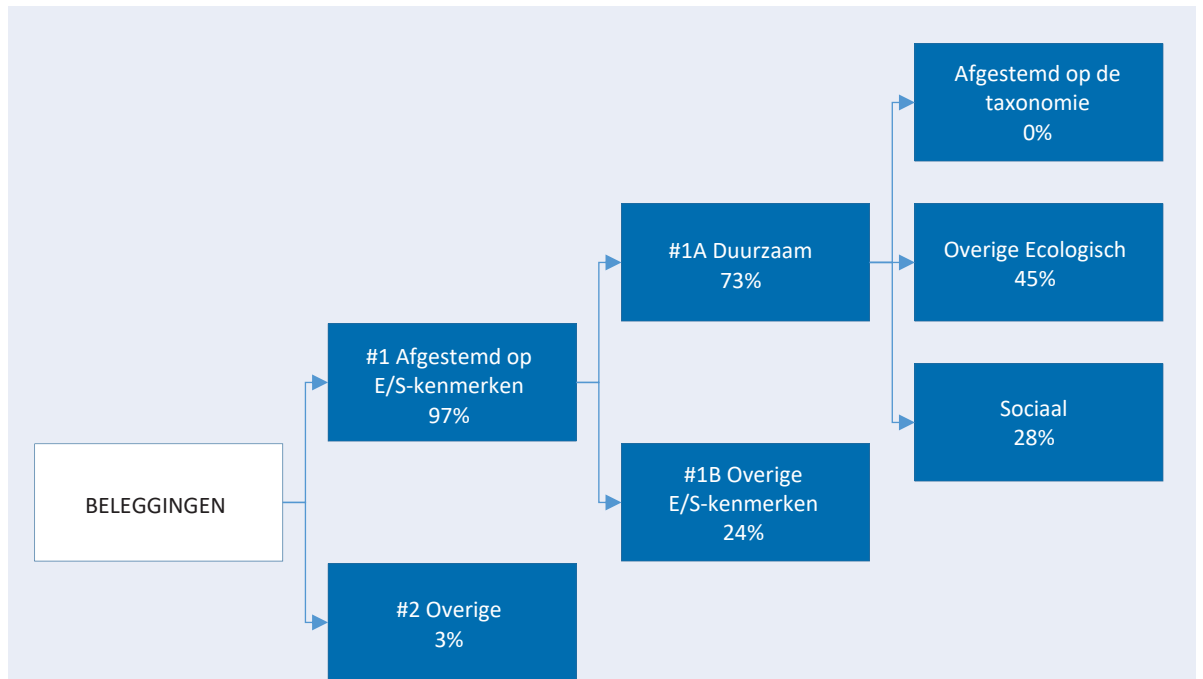 BELEGGINGEN
#1 Afgestemd op
E/S-kenmerken
97%
#2 Overige
3%
#1A Duurzaam
73%
#1B Overige
E/S-kenmerken
24%
Afgestemd op de
taxonomie
0%
Overige Ecologisch
45%
Sociaal
28%